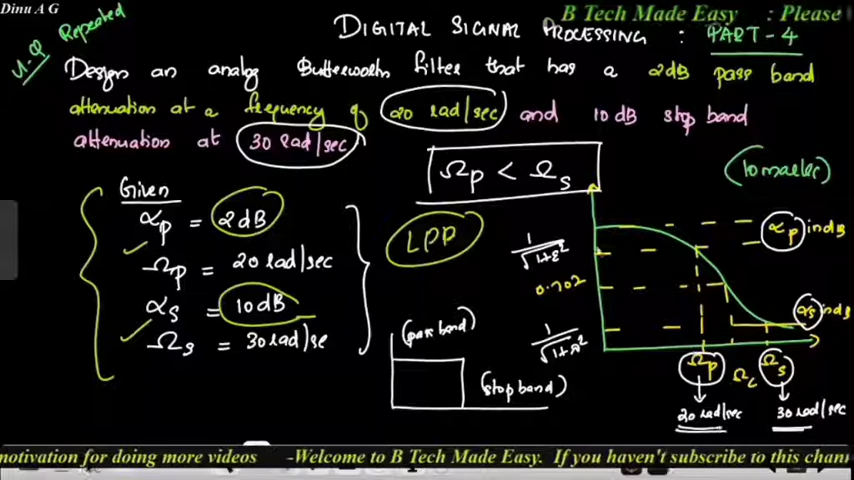 Dinu A G
B Tech Made Easy : Please
U.Q Repeated
DIGITAL SIGNAL PROCESSING : PART-4
Design an analog Butterworth filter that has a 2dB pass band
attenuation at a frequency of 20 rad/sec and 10 dB stop band
attenuation at 30 rad/sec
Ωp < Ωs
(10 marks)
Given
αp = 2dB
Ωp = 20 rad/sec
αs = 10dB
Ωs = 30 rad/se
LPP
(pass band)
(stop band)
1/√1+ε²
0.707
1/√1+λ²
αp in dB
αs in dB
Ωp Ωc Ωs
20 rad/sec 30 rad/sec
motivation for doing more videos -Welcome to B Tech Made Easy. If you haven't subscribe to this chan